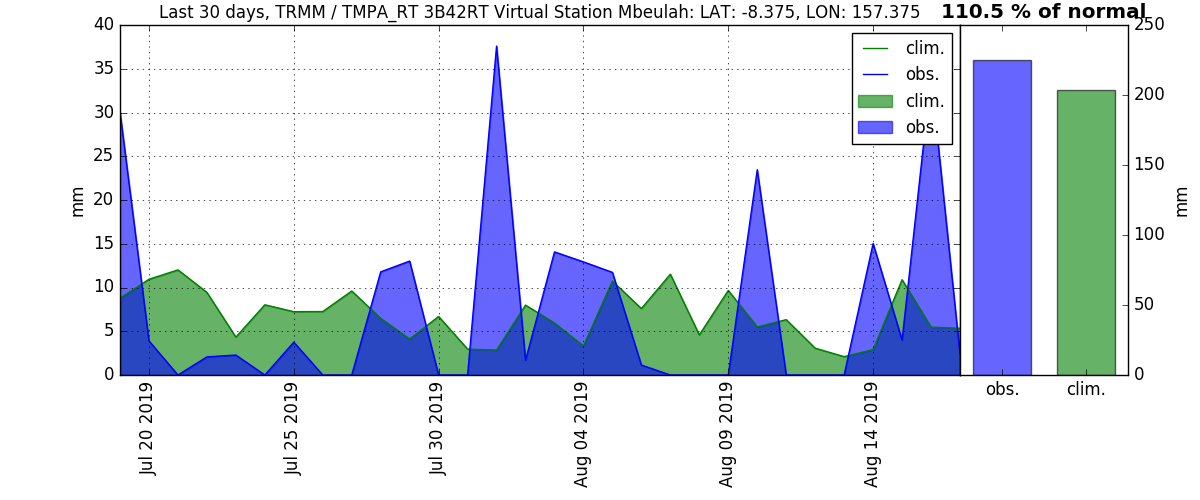 Last 30 days, TRMM / TMPA_RT 3B42RT Virtual Station Mbeulah: LAT: -8.375, LON: 157.375
110.5 % of normal
40
35
30
25
20
15
10
5
0
mm
clim.
obs.
clim.
obs.
Jul 20 2019
Jul 25 2019
Jul 30 2019
Aug 04 2019
Aug 09 2019
Aug 14 2019
250
200
150
100
50
0
mm
obs.
clim.